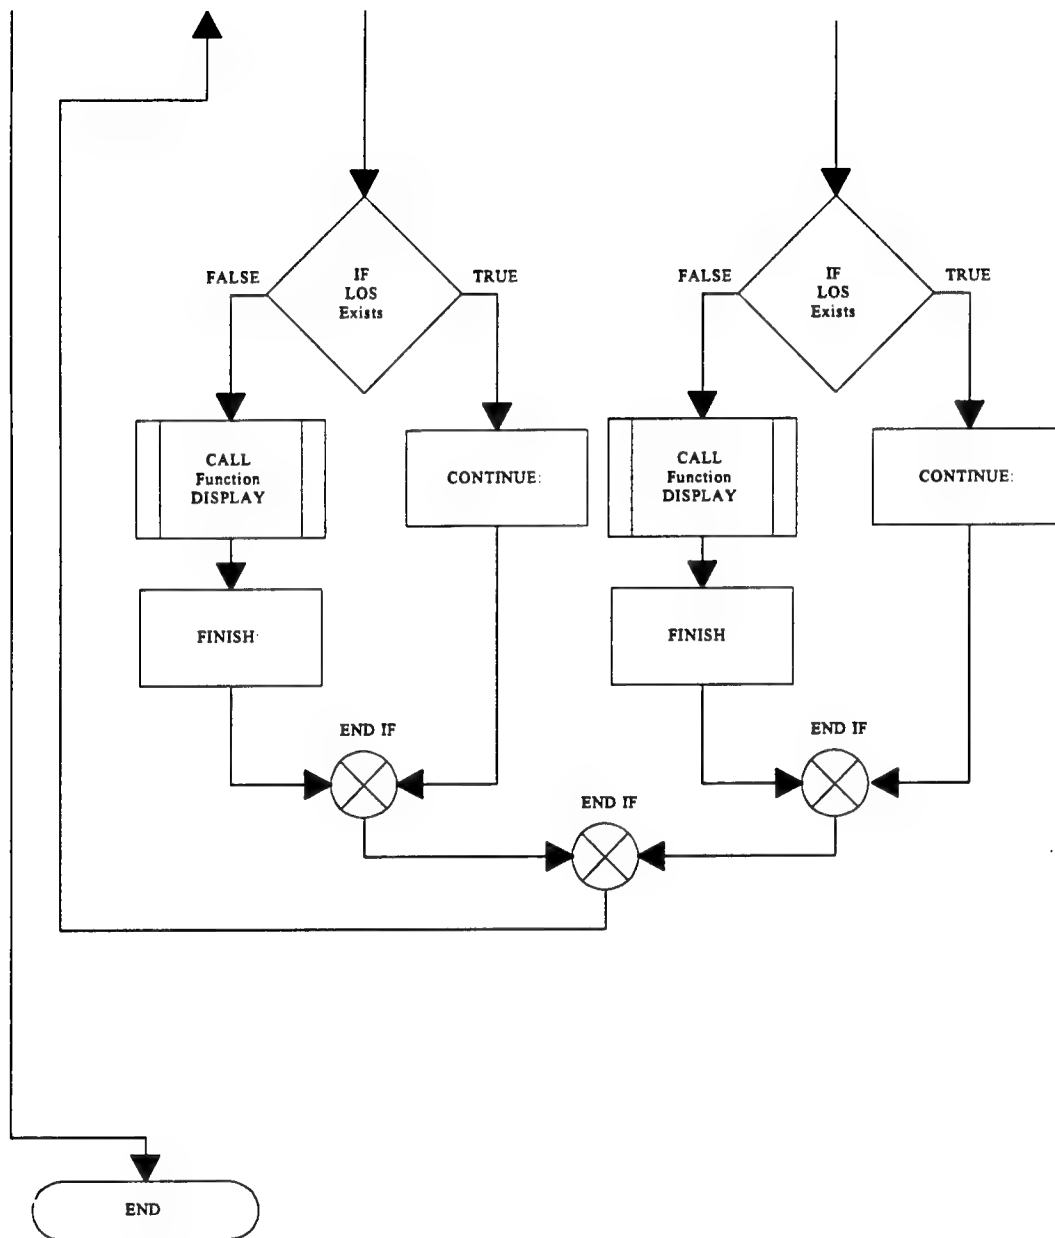 FALSE
IF
LOS
Exists
TRUE
FALSE
IF
LOS
Exists
TRUE
CALL
Function
DISPLAY
CONTINUE:
CALL
Function
DISPLAY
CONTINUE:
FINISH:
FINISH
END IF
END IF
END IF
END